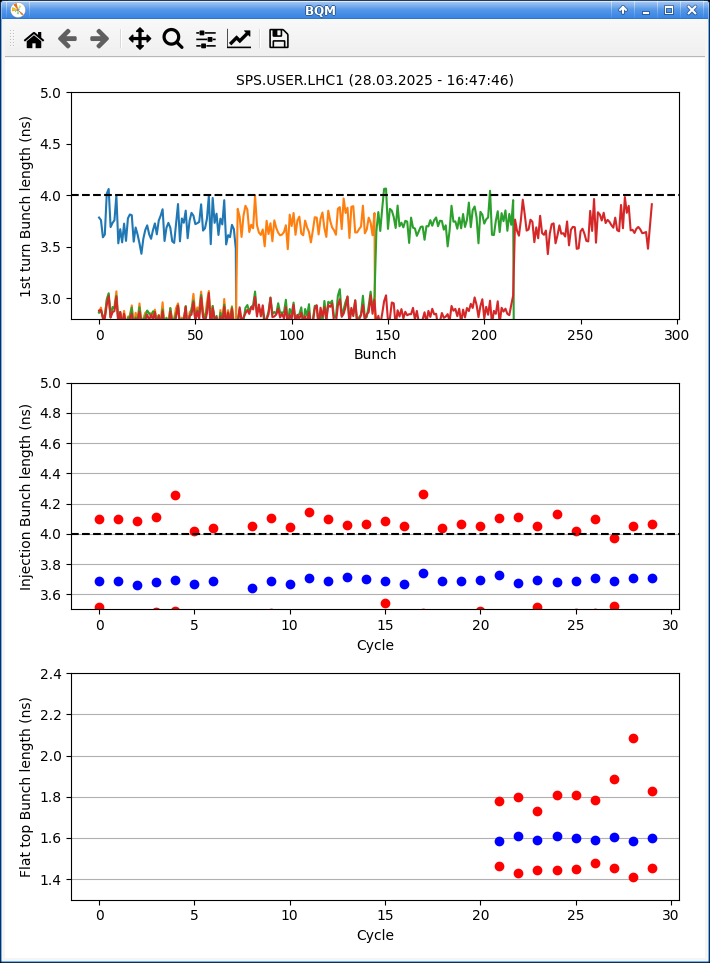 BQM
SPS.USER.LHC1 (28.03.2025 - 16:47:46)
1st turn Bunch length (ns)
5.0
4.5
4.0
3.5
3.0
0 50 100 150 200 250 300
Bunch
Injection Bunch length (ns)
5.0
4.8
4.6
4.4
4.2
4.0
3.8
3.6
0 5 10 15 20 25 30
Cycle
Flat top Bunch length (ns)
2.4
2.2
2.0
1.8
1.6
1.4
0 5 10 15 20 25 30
Cycle